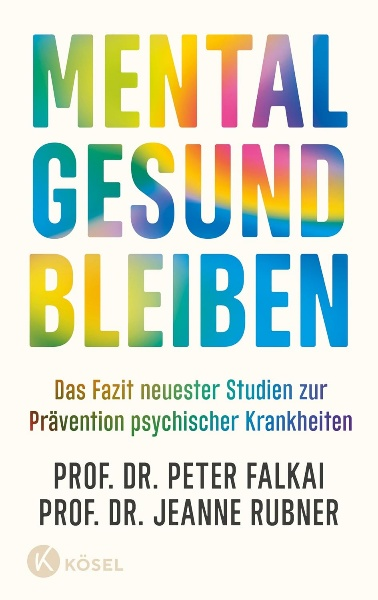 MENTAL
GESUND
BLEIBEN
Das Fazit neuester Studien zur
Prävention psychischer Krankheiten
PROF. DR. PETER FALKAI
PROF. DR. JEANNE RUBNER
K KÖSEL